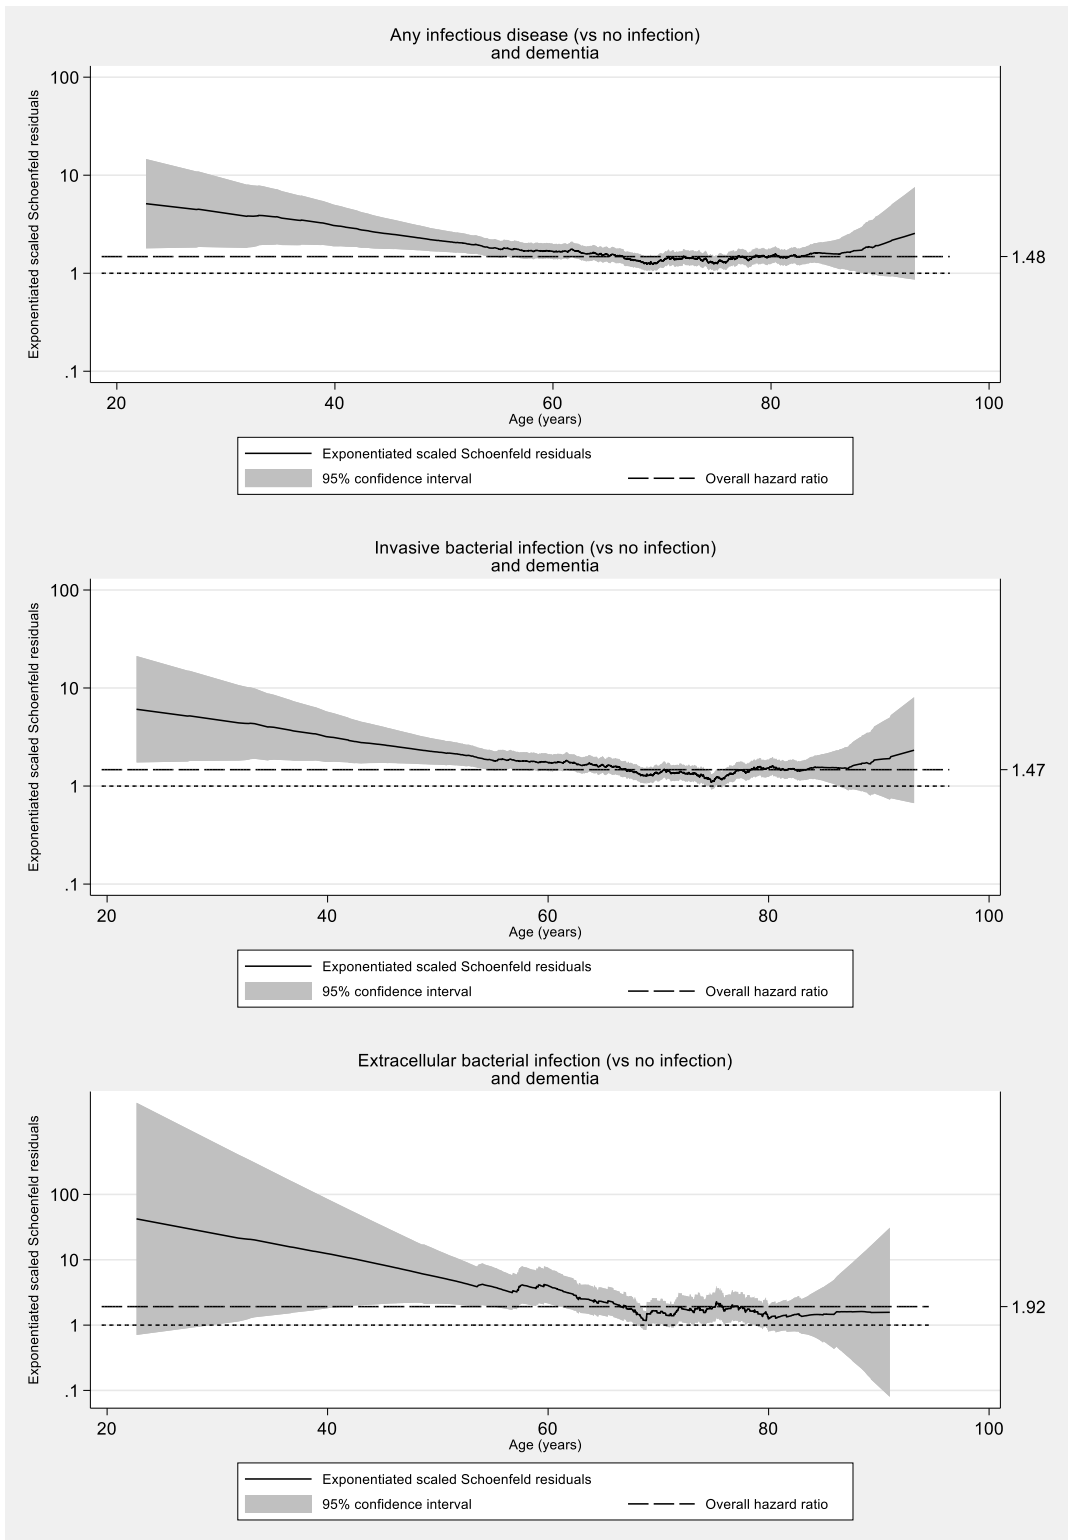 Any infectious disease (vs no infection)
and dementia
Exponentiated scaled Schoenfeld residuals
100
10
1
.1
1.48
20 40 60 80 100
Age (years)
Exponentiated scaled Schoenfeld residuals
95% confidence interval Overall hazard ratio
Invasive bacterial infection (vs no infection)
and dementia
Exponentiated scaled Schoenfeld residuals
100
10
1
.1
1.47
20 40 60 80 100
Age (years)
Exponentiated scaled Schoenfeld residuals
95% confidence interval Overall hazard ratio
Extracellular bacterial infection (vs no infection)
and dementia
Exponentiated scaled Schoenfeld residuals
100
10
1
.1
1.92
20 40 60 80 100
Age (years)
Exponentiated scaled Schoenfeld residuals
95% confidence interval Overall hazard ratio